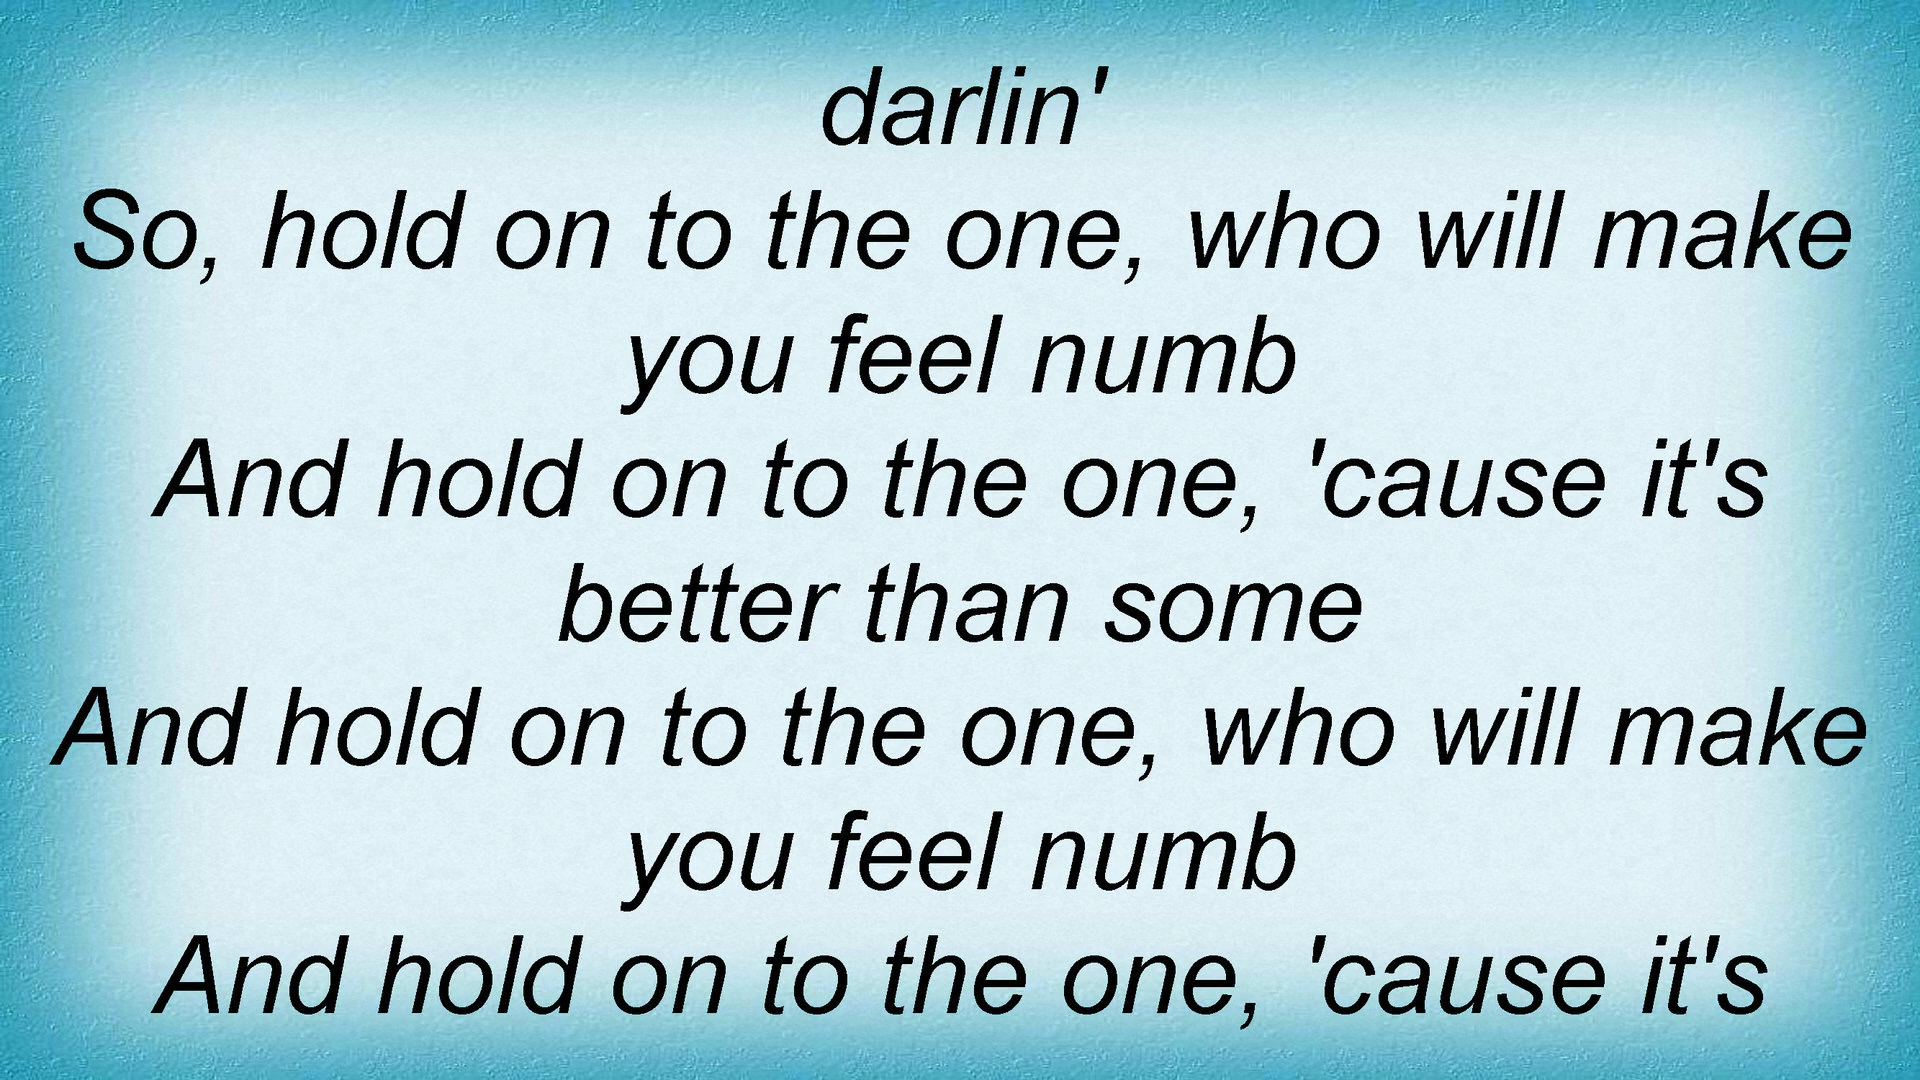 darlin'
So, hold on to the one, who will make
you feel numb
And hold on to the one, 'cause it's
better than some
And hold on to the one, who will make
you feel numb
And hold on to the one, 'cause it's